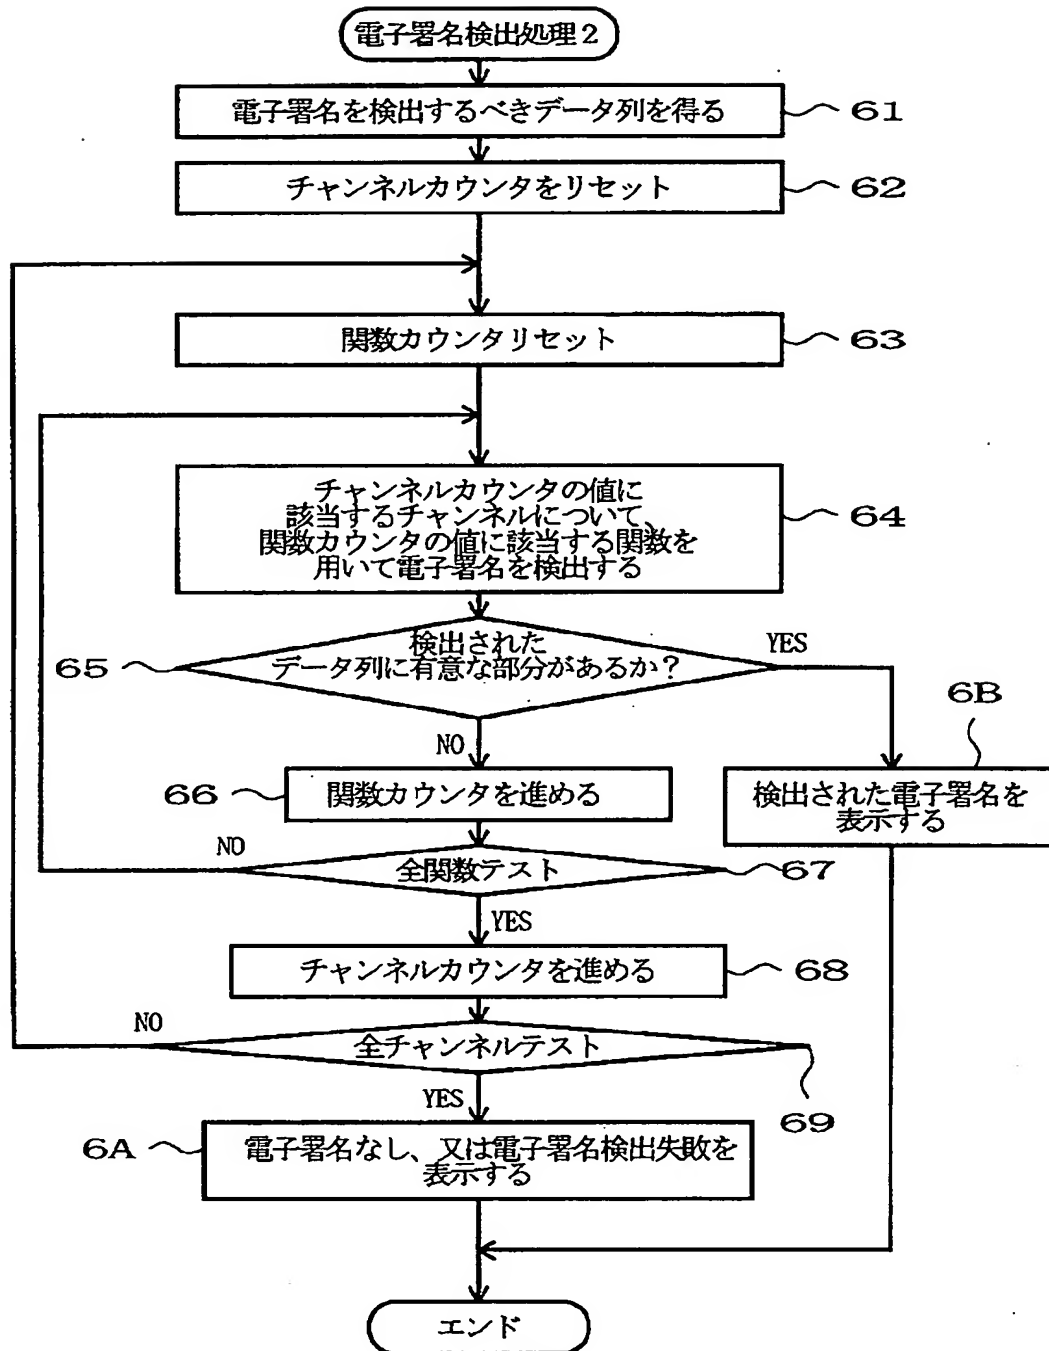 電子署名検出処理2
電子署名を検出するべきデータ列を得る
61
チャンネルカウンタをリセット
62
関数カウンタリセット
63
チャンネルカウンタの値に
該当するチャンネルについて、
関数カウンタの値に該当する関数を
用いて電子署名を検出する
64
検出された
データ列に有意な部分があるか?
65
YES
6B
NO
関数カウンタを進める
66
検出された電子署名を
表示する
NO
全関数テスト
67
YES
チャンネルカウンタを進める
68
NO
全チャンネルテスト
69
YES
6A
電子署名なし、又は電子署名検出失敗を
表示する
エンド